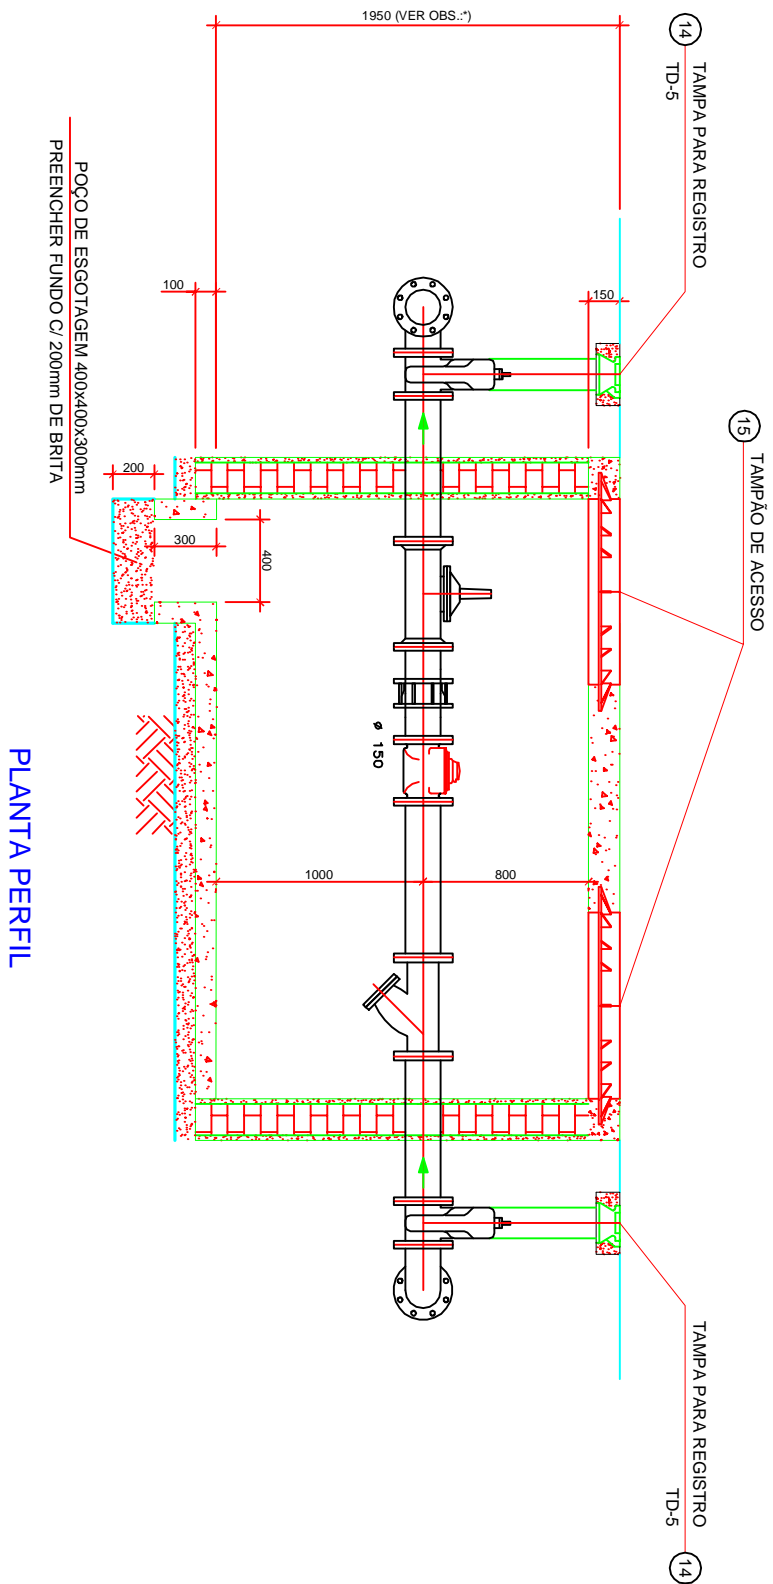 1950 (VER OBS.:*)
14
TAMPA PARA REGISTRO
TD-5
15
TAMPÃO DE ACESSO
150
100
POÇO DE ESGOTAGEM 400x400x300mm
PREENCHER FUNDO C/ 200mm DE BRITA
200
300
400
ø 150
1000
800
TAMPA PARA REGISTRO
TD-5
14
PLANTA PERFIL